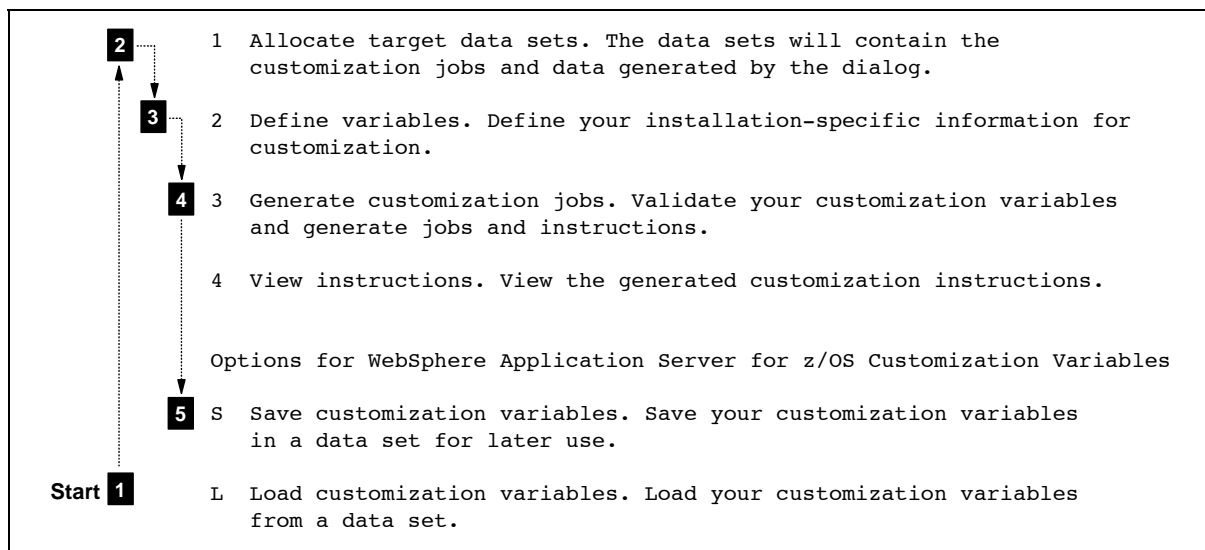 2 1 Allocate target data sets. The data sets will contain the
customization jobs and data generated by the dialog.
3 2 Define variables. Define your installation-specific information for
customization.
4 3 Generate customization jobs. Validate your customization variables
and generate jobs and instructions.
4 View instructions. View the generated customization instructions.
Options for WebSphere Application Server for z/OS Customization Variables
5 S Save customization variables. Save your customization variables
in a data set for later use.
Start 1 L Load customization variables. Load your customization variables
from a data set.